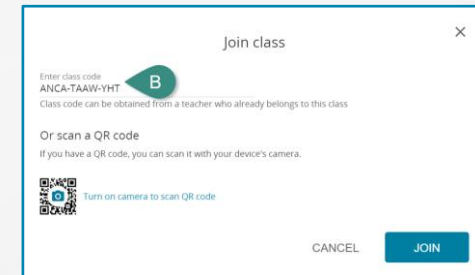 Join class
Enter class code
ANCA-TAAW-YHT
B
Class code can be obtained from a teacher who already belongs to this class
Or scan a QR code
If you have a QR code, you can scan it with your device's camera.
Turn on camera to scan QR code
CANCEL
JOIN